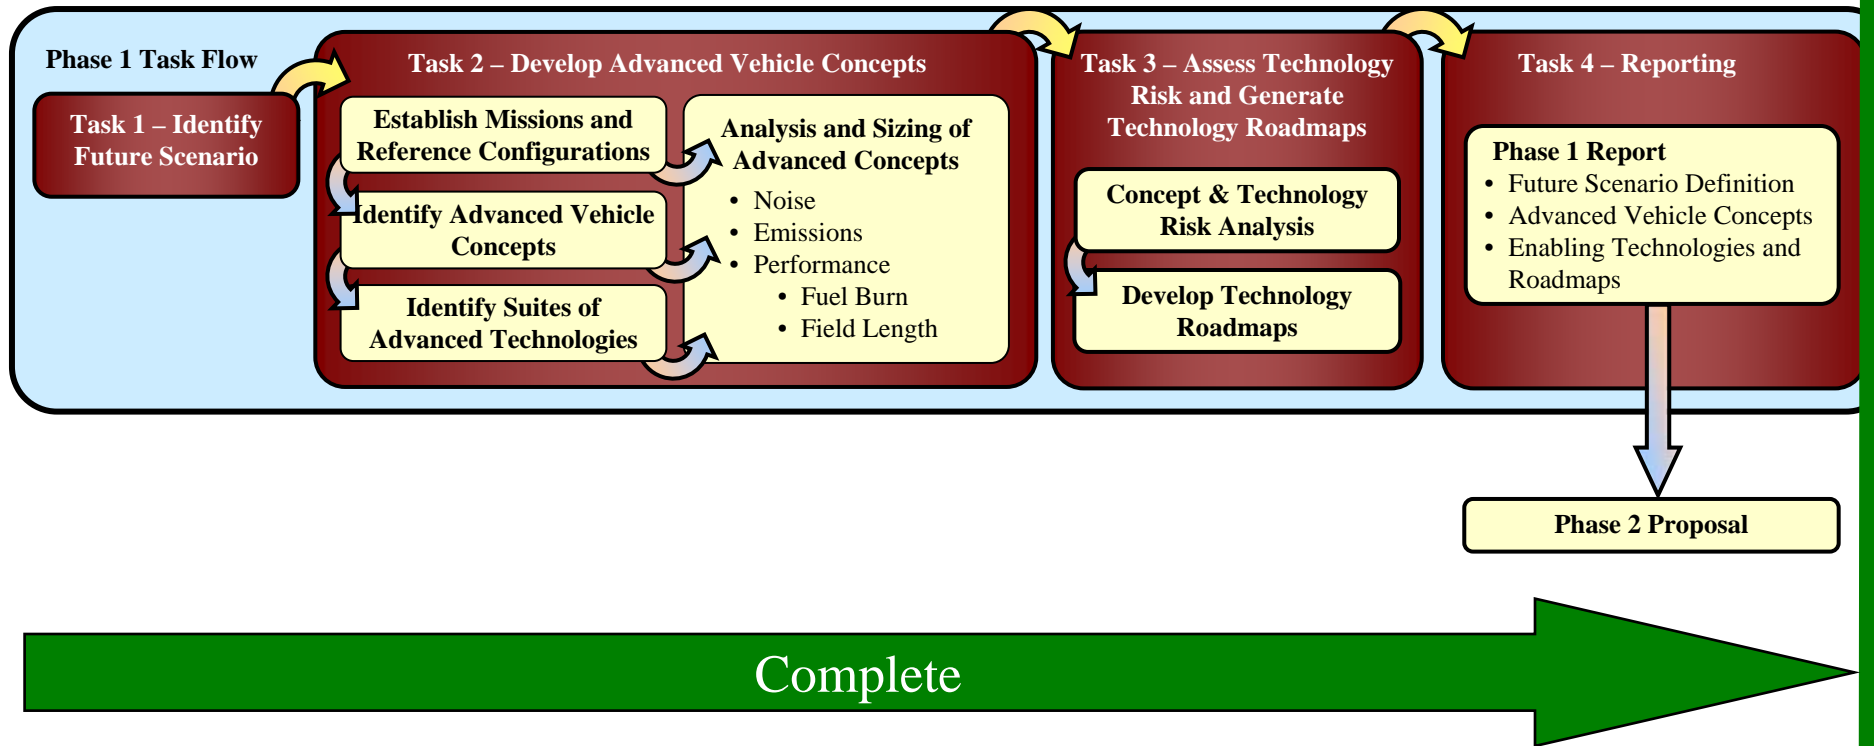 Phase 1 Task Flow
Task 1 – Identify
Future Scenario
Task 2 – Develop Advanced Vehicle Concepts
Establish Missions and
Reference Configurations
Identify Advanced Vehicle
Concepts
Identify Suites of
Advanced Technologies
Analysis and Sizing of
Advanced Concepts
• Noise
• Emissions
• Performance
• Fuel Burn
• Field Length
Task 3 – Assess Technology
Risk and Generate
Technology Roadmaps
Concept & Technology
Risk Analysis
Develop Technology
Roadmaps
Task 4 – Reporting
Phase 1 Report
• Future Scenario Definition
• Advanced Vehicle Concepts
• Enabling Technologies and
Roadmaps
Phase 2 Proposal
Complete